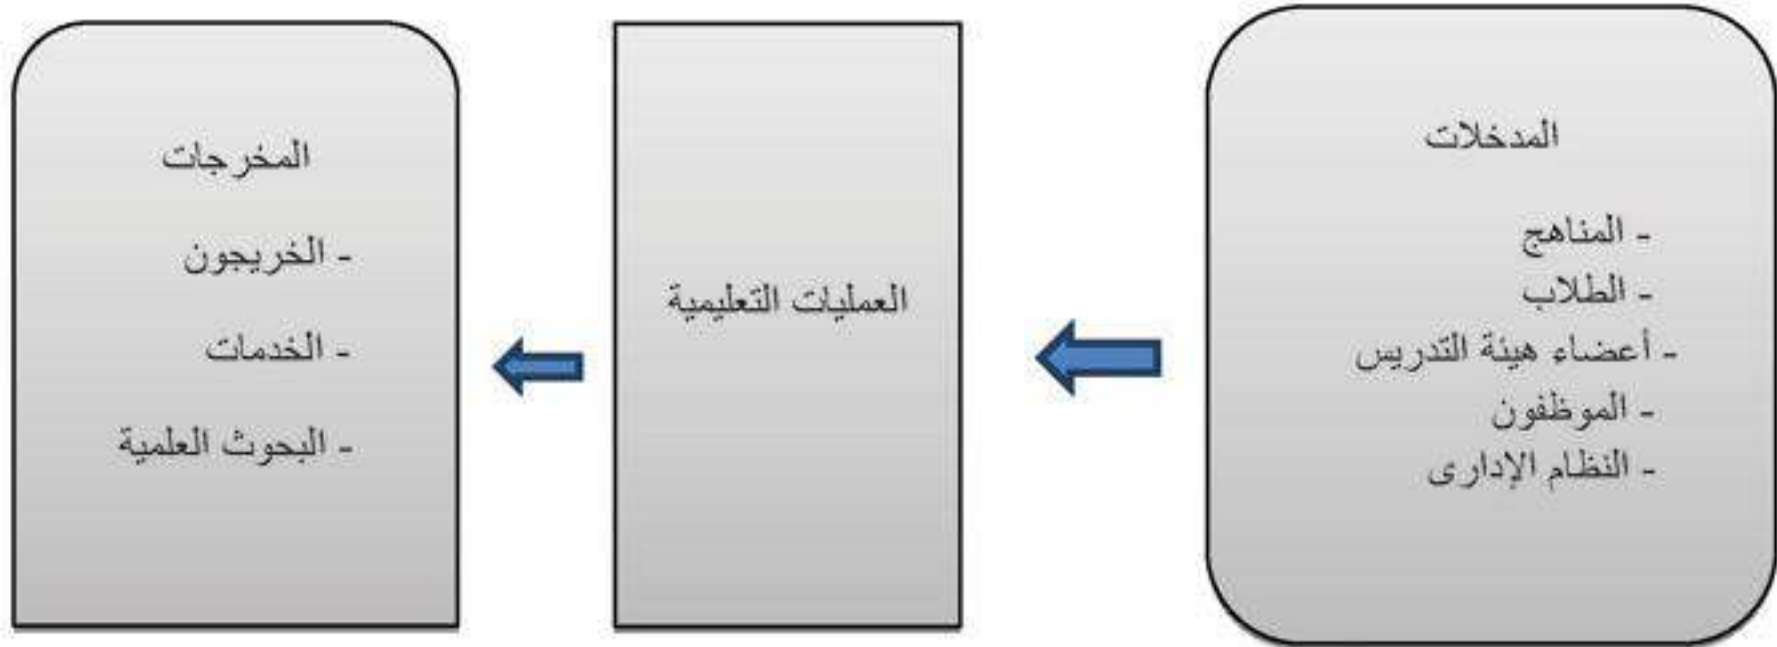 المدخلات
- المناهج
- الطلاب
- أعضاء هيئة التدريس
- الموظفون
- النظام الإدارى
العمليات التعليمية
المخرجات
- الخريجون
- الخدمات
- البحوث العلمية